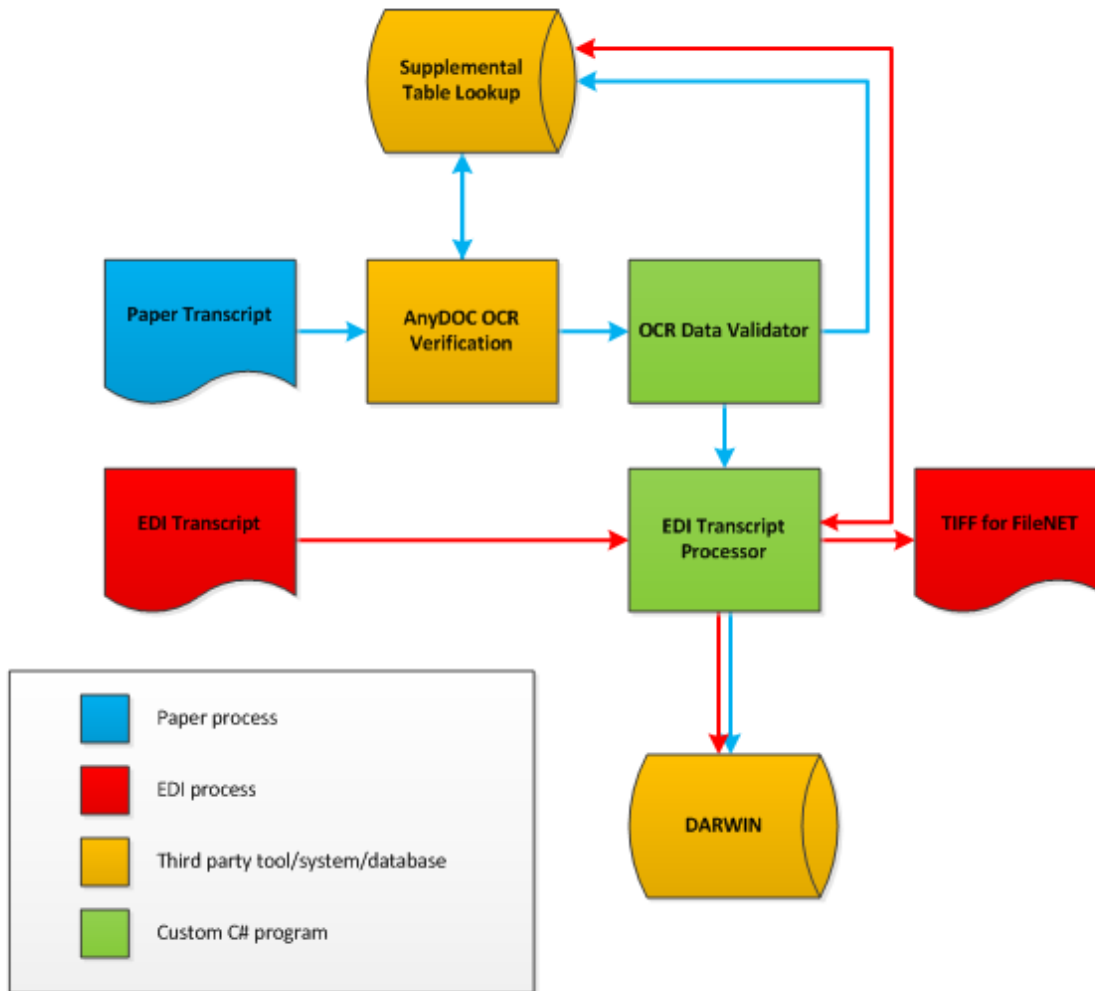 Supplemental
Table Lookup
Paper Transcript
AnyDOC OCR
Verification
OCR Data Validator
EDI Transcript
EDI Transcript
Processor
TIFF for FileNET
Paper process
EDI process
Third party tool/system/database
Custom C# program
DARWIN